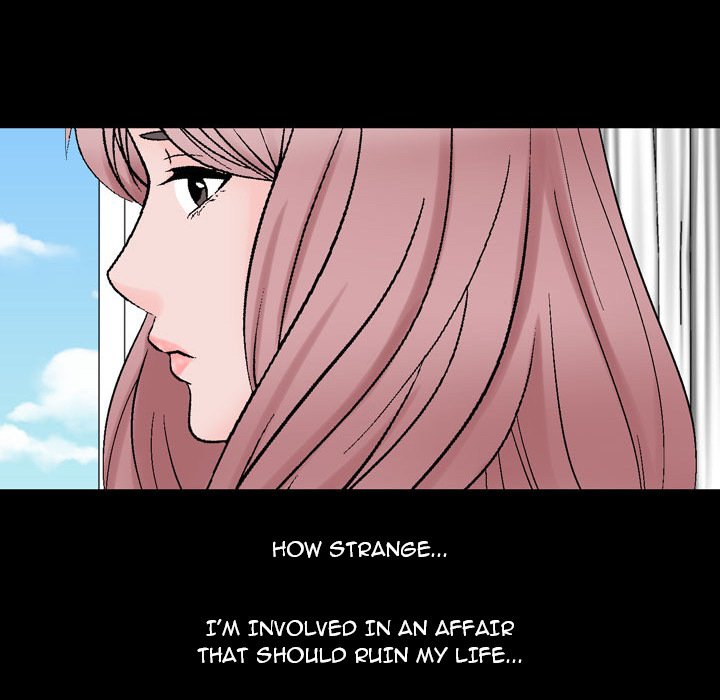 HOW STRANGE...
I'M INVOLVED IN AN AFFAIR
THAT SHOULD RUIN MY LIFE...